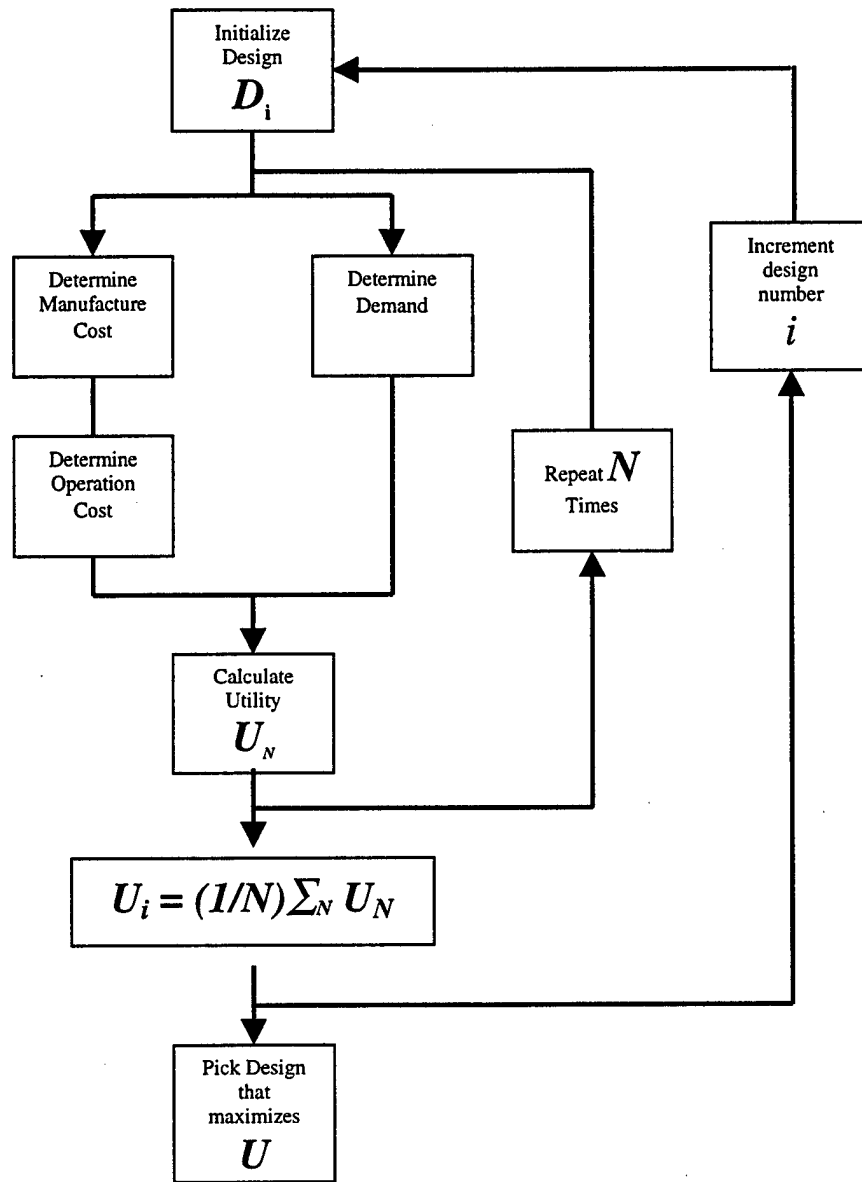 Initialize
Design
D_i
Determine
Manufacture
Cost
Determine
Demand
Increment
design
number
i
Determine
Operation
Cost
Repeat N
Times
Calculate
Utility
U_N
U_i = (1/N) Σ_N U_N
Pick Design
that
maximizes
U